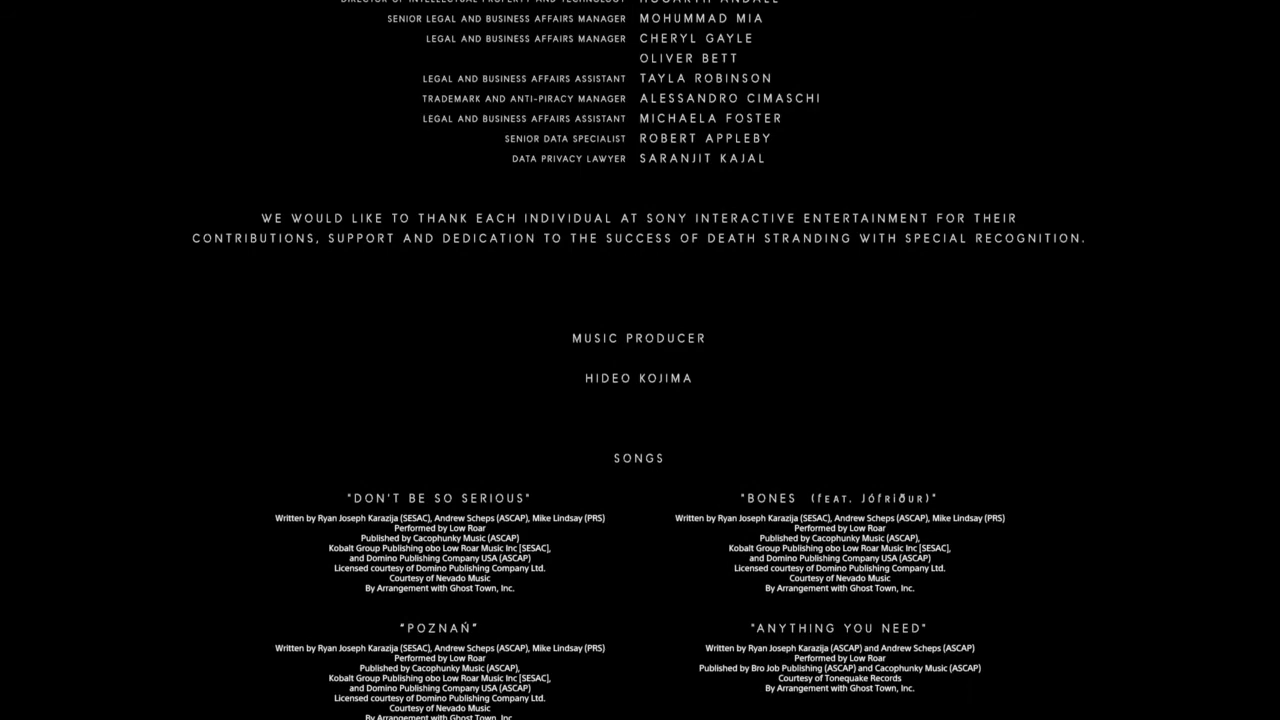 DIRECTOR OF INTELLECTUAL PROPERTY AND TECHNOLOGY
SENIOR LEGAL AND BUSINESS AFFAIRS MANAGER MOHUMMAD MIA
LEGAL AND BUSINESS AFFAIRS MANAGER CHERYL GAYLE
OLIVER BETT
LEGAL AND BUSINESS AFFAIRS ASSISTANT TAYLA ROBINSON
TRADEMARK AND ANTI-PIRACY MANAGER ALESSANDRO CIMASCHI
LEGAL AND BUSINESS AFFAIRS ASSISTANT MICHAELA FOSTER
SENIOR DATA SPECIALIST ROBERT APPLEBY
DATA PRIVACY LAWYER SARANJIT KAJAL
WE WOULD LIKE TO THANK EACH INDIVIDUAL AT SONY INTERACTIVE ENTERTAINMENT FOR THEIR
CONTRIBUTIONS, SUPPORT AND DEDICATION TO THE SUCCESS OF DEATH STRANDING WITH SPECIAL RECOGNITION.
MUSIC PRODUCER
HIDEO KOJIMA
SONGS
"DON'T BE SO SERIOUS"
Written by Ryan Joseph Karazija (SESAC), Andrew Scheps (ASCAP), Mike Lindsay (PRS)
Performed by Low Roar
Published by Cacophunky Music (ASCAP)
Kobalt Group Publishing obo Low Roar Music Inc [SESAC],
and Domino Publishing Company USA (ASCAP)
Licensed courtesy of Domino Publishing Company Ltd.
Courtesy of Nevado Music
By Arrangement with Ghost Town, Inc.
"BONES (fEAT. JófríðUR)"
Written by Ryan Joseph Karazija (SESAC), Andrew Scheps (ASCAP), Mike Lindsay (PRS)
Performed by Low Roar
Published by Cacophunky Music (ASCAP),
Kobalt Group Publishing obo Low Roar Music Inc [SESAC],
and Domino Publishing Company USA (ASCAP)
Licensed courtesy of Domino Publishing Company Ltd.
Courtesy of Nevado Music
By Arrangement with Ghost Town, Inc.
"POZNAŃ"
Written by Ryan Joseph Karazija (SESAC), Andrew Scheps (ASCAP), Mike Lindsay (PRS)
Performed by Low Roar
Published by Cacophunky Music (ASCAP),
Kobalt Group Publishing obo Low Roar Music Inc [SESAC],
and Domino Publishing Company USA (ASCAP)
Licensed courtesy of Domino Publishing Company Ltd.
Courtesy of Nevado Music
By Arrangement with Ghost Town, Inc.
"ANYTHING YOU NEED"
Written by Ryan Joseph Karazija (ASCAP) and Andrew Scheps (ASCAP)
Performed by Low Roar
Published by Bro Job Publishing (ASCAP) and Cacophunky Music (ASCAP)
Courtesy of Tonequake Records
By Arrangement with Ghost Town, Inc.